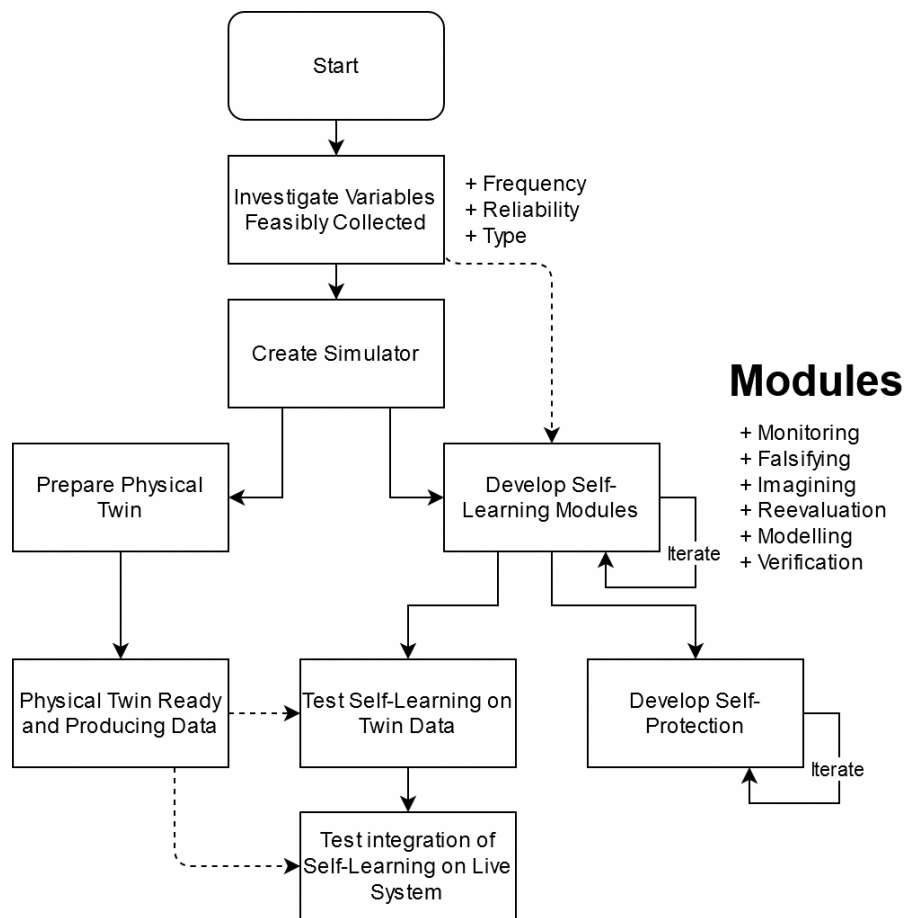 Start
Investigate Variables
Feasibly Collected
+ Frequency
+ Reliability
+ Type
Create Simulator
Modules
+ Monitoring
+ Falsifying
+ Imagining
+ Reevaluation
+ Modelling
+ Verification
Prepare Physical
Twin
Develop Self-
Learning Modules
Iterate
Physical Twin Ready
and Producing Data
Test Self-Learning on
Twin Data
Develop Self-
Protection
Iterate
Test integration of
Self-Learning on Live
System